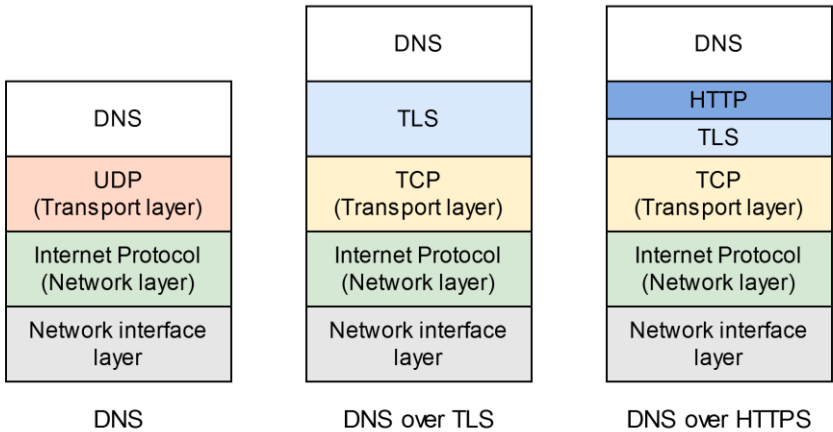 DNS
UDP
(Transport layer)
Internet Protocol
(Network layer)
Network interface
layer
DNS
DNS
TLS
TCP
(Transport layer)
Internet Protocol
(Network layer)
Network interface
layer
DNS over TLS
DNS
HTTP
TLS
TCP
(Transport layer)
Internet Protocol
(Network layer)
Network interface
layer
DNS over HTTPS